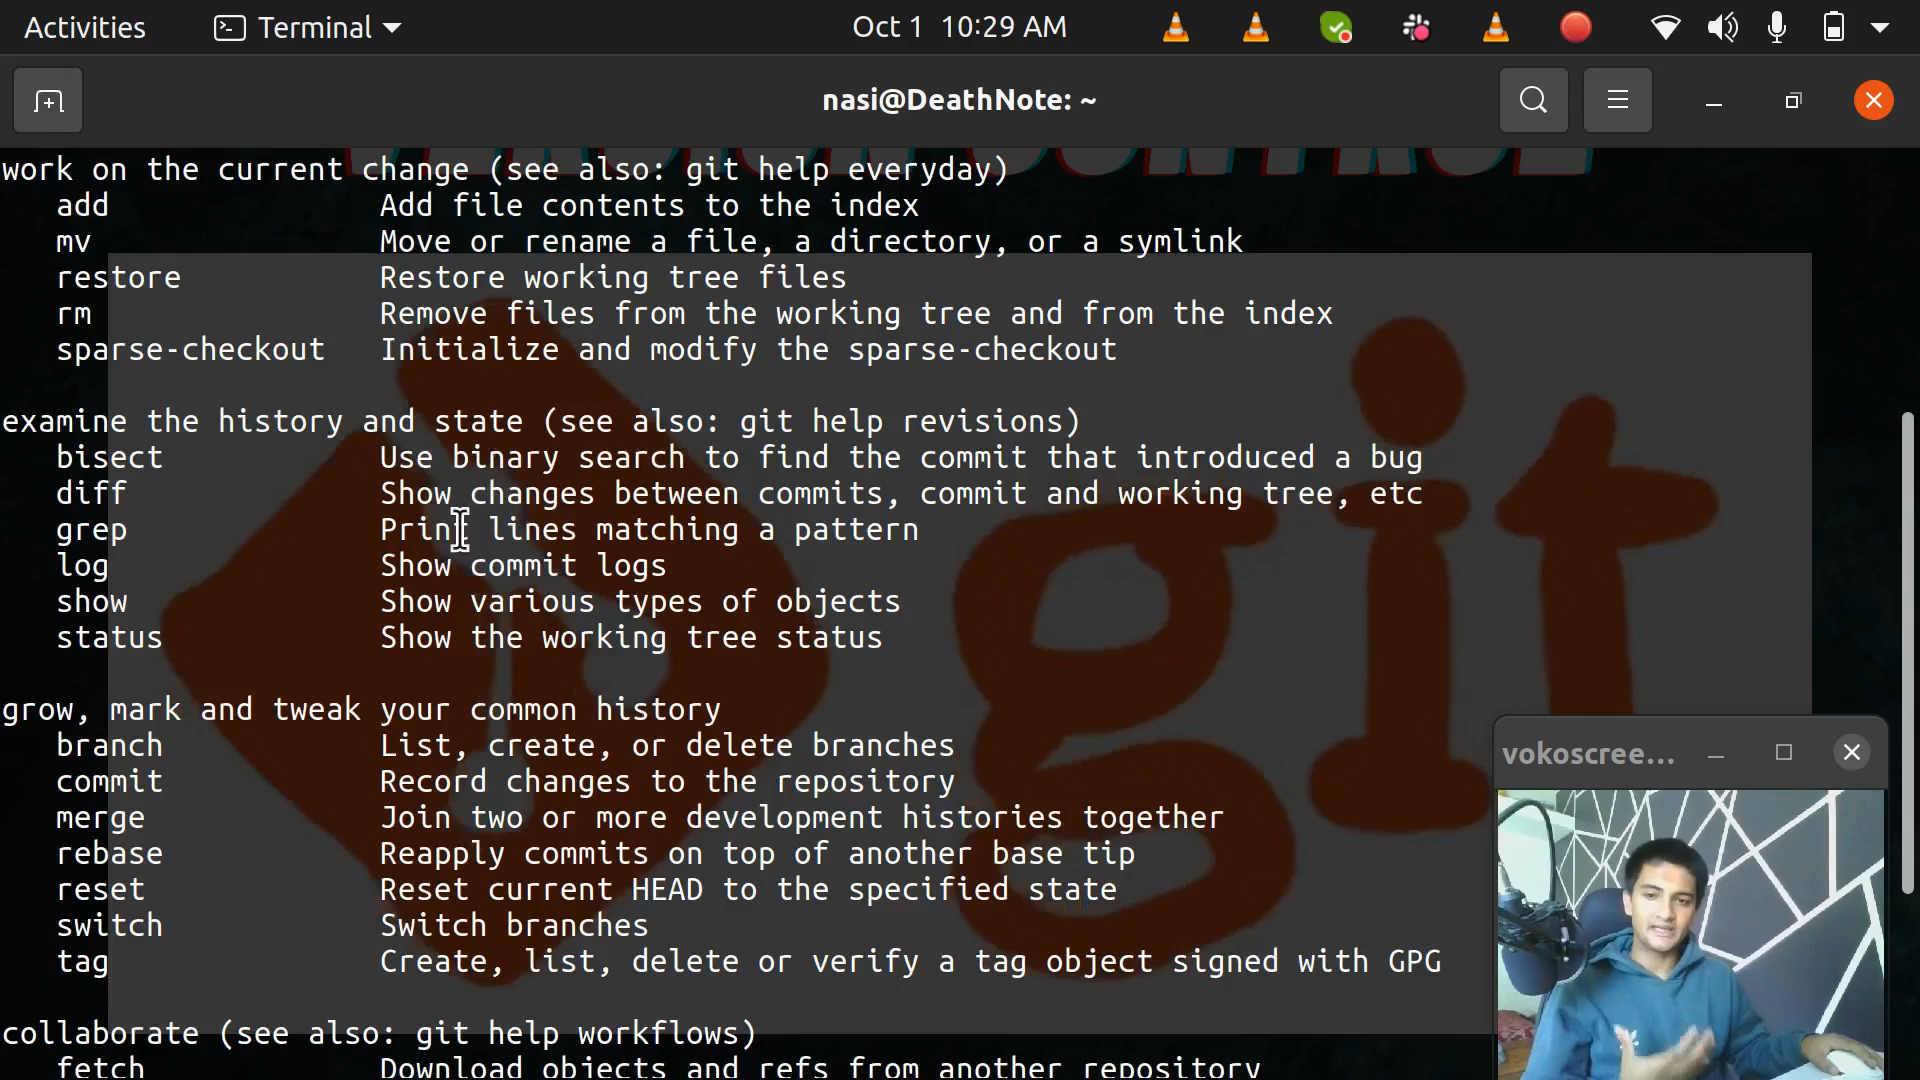 Activities
Terminal
Oct 1 10:29 AM
nasi@DeathNote: ~
work on the current change (see also: git help everyday)
add Add file contents to the index
mv Move or rename a file, a directory, or a symlink
restore Restore working tree files
rm Remove files from the working tree and from the index
sparse-checkout Initialize and modify the sparse-checkout
examine the history and state (see also: git help revisions)
bisect Use binary search to find the commit that introduced a bug
diff Show changes between commits, commit and working tree, etc
grep Print lines matching a pattern
log Show commit logs
show Show various types of objects
status Show the working tree status
grow, mark and tweak your common history
branch List, create, or delete branches
commit Record changes to the repository
merge Join two or more development histories together
rebase Reapply commits on top of another base tip
reset Reset current HEAD to the specified state
switch Switch branches
tag Create, list, delete or verify a tag object signed with GPG
collaborate (see also: git help workflows)
fetch Download objects and refs from another repository
git
vokoscree...